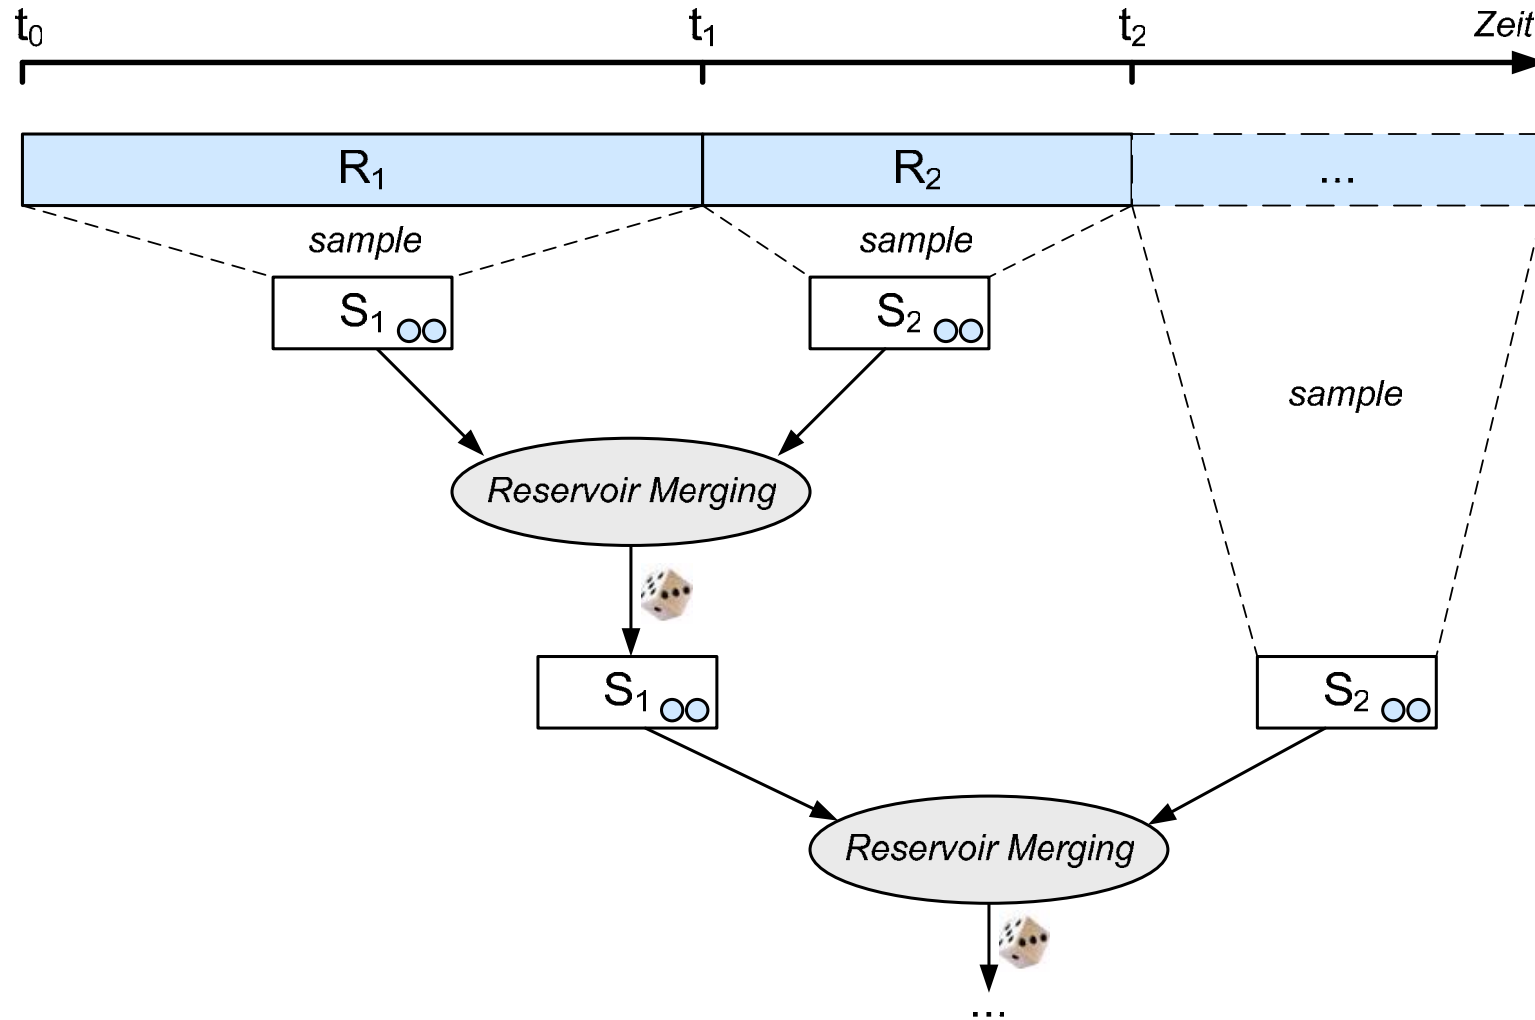 t₀ t₁ t₂ Zeit
R₁ R₂ ...
sample sample
S₁ S₂
sample
Reservoir Merging
S₁ S₂
Reservoir Merging
...